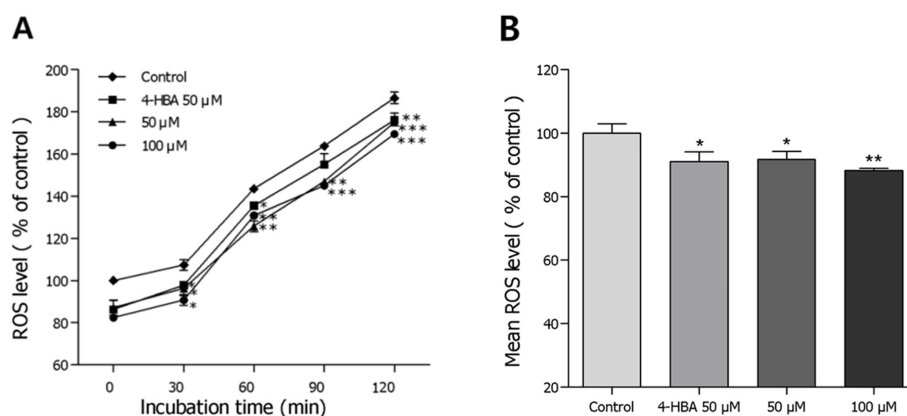 A
ROS level ( % of control)
200
180
160
140
120
100
80
60
Control
4-HBA 50 µM
50 µM
100 µM
**
***
***
**
***
*
**
**
*
*
*
0 30 60 90 120
Incubation time (min)
B
Mean ROS level ( % of control)
120
100
80
60
40
20
* * **
Control 4-HBA 50 µM 50 µM 100 µM